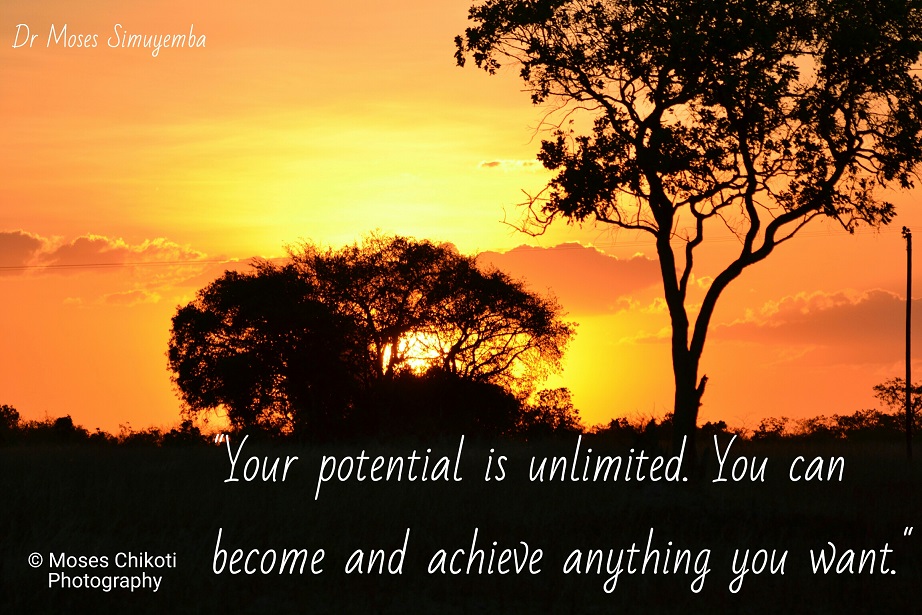 Dr Moses Simuyemba
"Your potential is unlimited. You can
become and achieve anything you want."
© Moses Chikoti
Photography